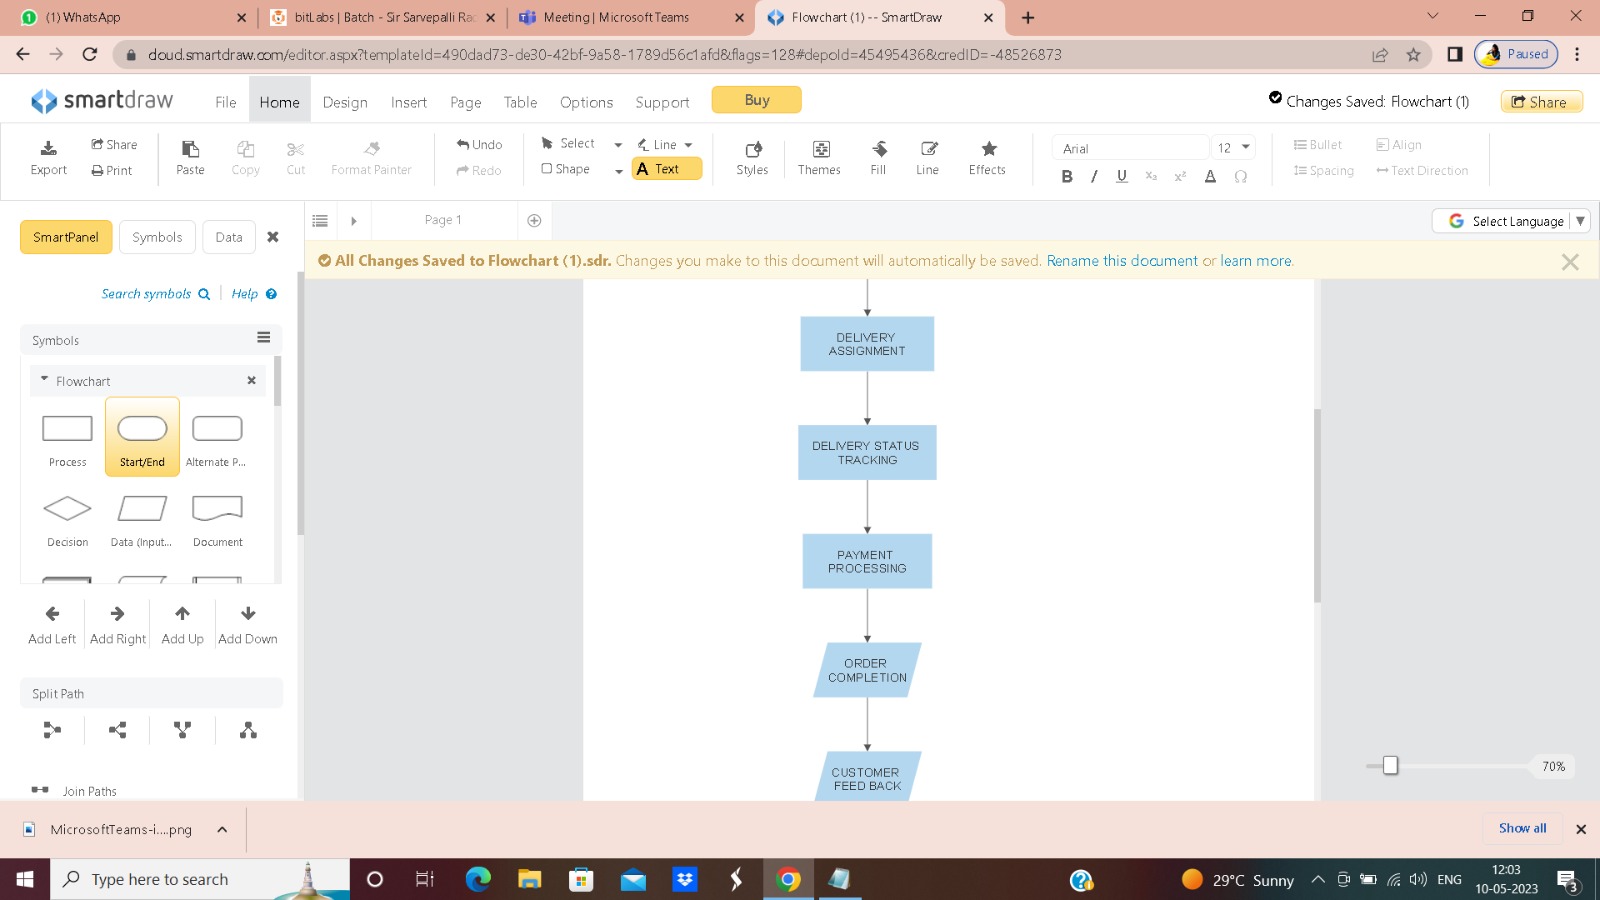 (1) WhatsApp
bitLabs | Batch - Sir Sarvepalli Ra
Meeting | Microsoft Teams
Flowchart (1) -- SmartDraw
cloud.smartdraw.com/editor.aspx?templateId=490dad73-de30-42bf-9a58-1789d56c1afd&flags=128#depoId=45495436&credID=-48526873
Paused
smartdraw
File
Home
Design
Insert
Page
Table
Options
Support
Buy
Changes Saved: Flowchart (1)
Share
Export
Share
Print
Paste
Copy
Cut
Format Painter
Undo
Redo
Select
Shape
Line
A Text
Styles
Themes
Fill
Line
Effects
Arial
12
B I U x₂ x² A Ω
Bullet
Spacing
Align
Text Direction
SmartPanel
Symbols
Data
Page 1
G Select Language
All Changes Saved to Flowchart (1).sdr. Changes you make to this document will automatically be saved. Rename this document or learn more.
Search symbols
Help
Symbols
Flowchart
Process
Start/End
Alternate P...
Decision
Data (Input...
Document
Add Left
Add Right
Add Up
Add Down
Split Path
Join Paths
DELIVERY
ASSIGNMENT
DELIVERY STATUS
TRACKING
PAYMENT
PROCESSING
ORDER
COMPLETION
CUSTOMER
FEED BACK
70%
MicrosoftTeams-i....png
Show all
Type here to search
29°C Sunny
ENG
12:03
10-05-2023
3